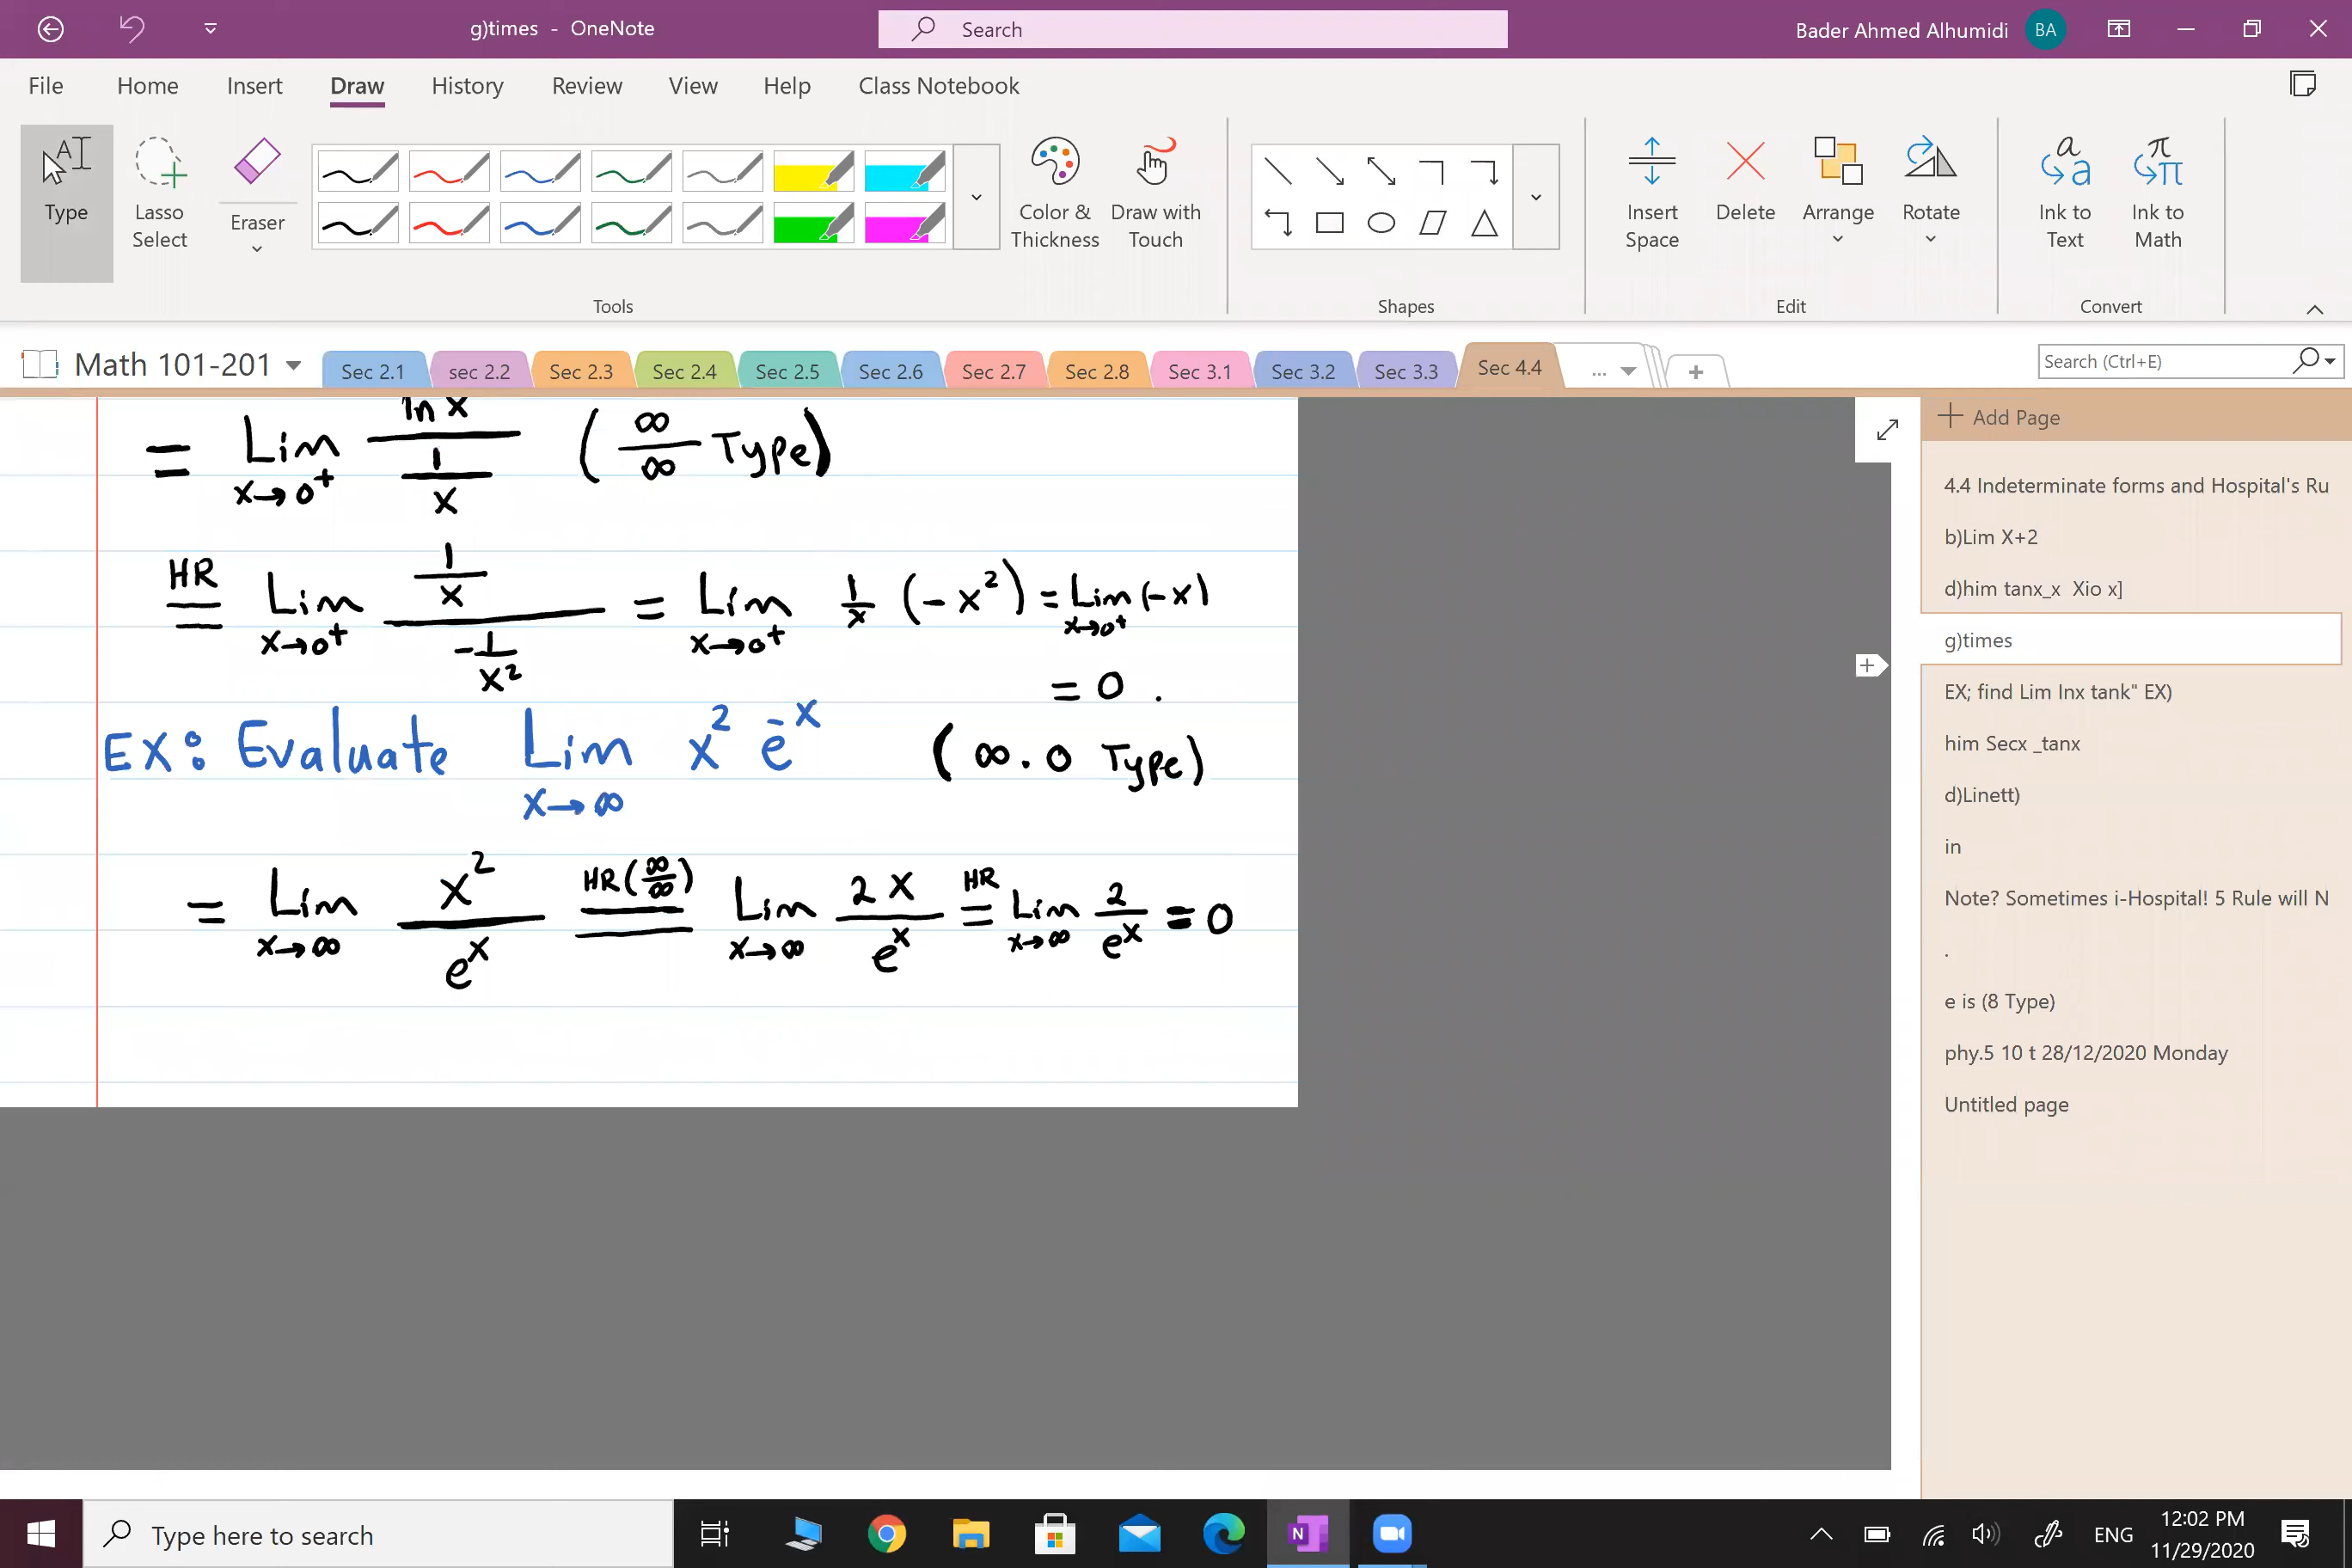 g)times - OneNote
Search
Bader Ahmed Alhumidi
BA
File Home Insert Draw History Review View Help Class Notebook
Type
Lasso Select
Eraser
Color & Thickness
Draw with Touch
Insert Space
Delete
Arrange
Rotate
Ink to Text
Ink to Math
Tools
Shapes
Edit
Convert
Math 101-201
Sec 2.1
sec 2.2
Sec 2.3
Sec 2.4
Sec 2.5
Sec 2.6
Sec 2.7
Sec 2.8
Sec 3.1
Sec 3.2
Sec 3.3
Sec 4.4
...
Search (Ctrl+E)
= Lim x→0⁺ ln x / (1/x) (∞/∞ Type)
HR = Lim x→0⁺ (1/x) / (-1/x²) = Lim x→0⁺ 1/x (-x²) = Lim x→0⁺ (-x)
= 0 .
EX: Evaluate Lim x→∞ x² e⁻ˣ (∞.0 Type)
= Lim x→∞ x²/eˣ HR(∞/∞) = Lim x→∞ 2x/eˣ HR = Lim x→∞ 2/eˣ = 0
Add Page
4.4 Indeterminate forms and Hospital's Ru
b)Lim X+2
d)him tanx_x Xio x]
g)times
EX; find Lim Inx tank" EX)
him Secx _tanx
d)Linett)
in
Note? Sometimes i-Hospital! 5 Rule will N
.
e is (8 Type)
phy.5 10 t 28/12/2020 Monday
Untitled page
Type here to search
ENG
12:02 PM
11/29/2020